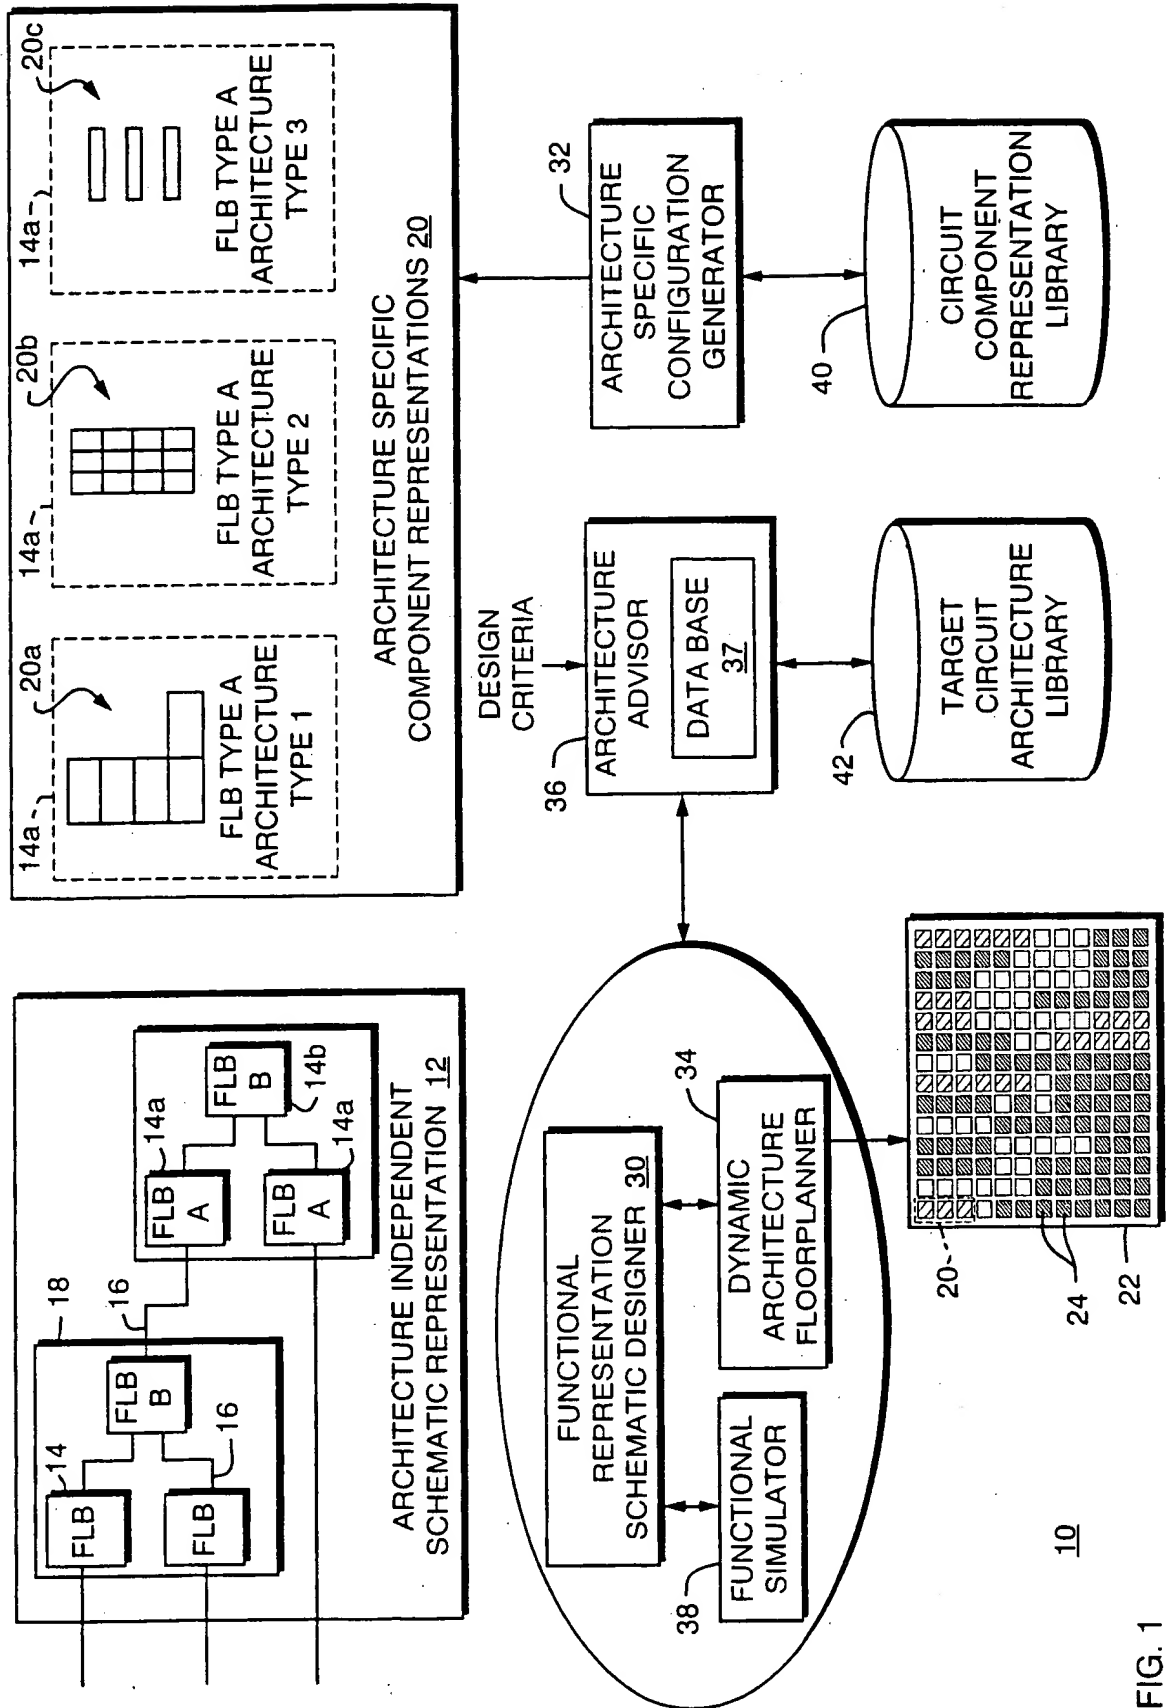 14
FLB
FLB
FLB
B
16
16
18
FLB
A
14a
FLB
A
14a
FLB
B
14b
ARCHITECTURE INDEPENDENT
SCHEMATIC REPRESENTATION 12
14a
20a
FLB TYPE A
ARCHITECTURE
TYPE 1
14a
20b
FLB TYPE A
ARCHITECTURE
TYPE 2
14a
20c
FLB TYPE A
ARCHITECTURE
TYPE 3
ARCHITECTURE SPECIFIC
COMPONENT REPRESENTATIONS 20
FUNCTIONAL
REPRESENTATION
SCHEMATIC DESIGNER 30
38
FUNCTIONAL
SIMULATOR
34
DYNAMIC
ARCHITECTURE
FLOORPLANNER
DESIGN
CRITERIA
36
ARCHITECTURE
ADVISOR
DATA BASE
37
32
ARCHITECTURE
SPECIFIC
CONFIGURATION
GENERATOR
20
24
22
42
TARGET
CIRCUIT
ARCHITECTURE
LIBRARY
40
CIRCUIT
COMPONENT
REPRESENTATION
LIBRARY
10
FIG. 1